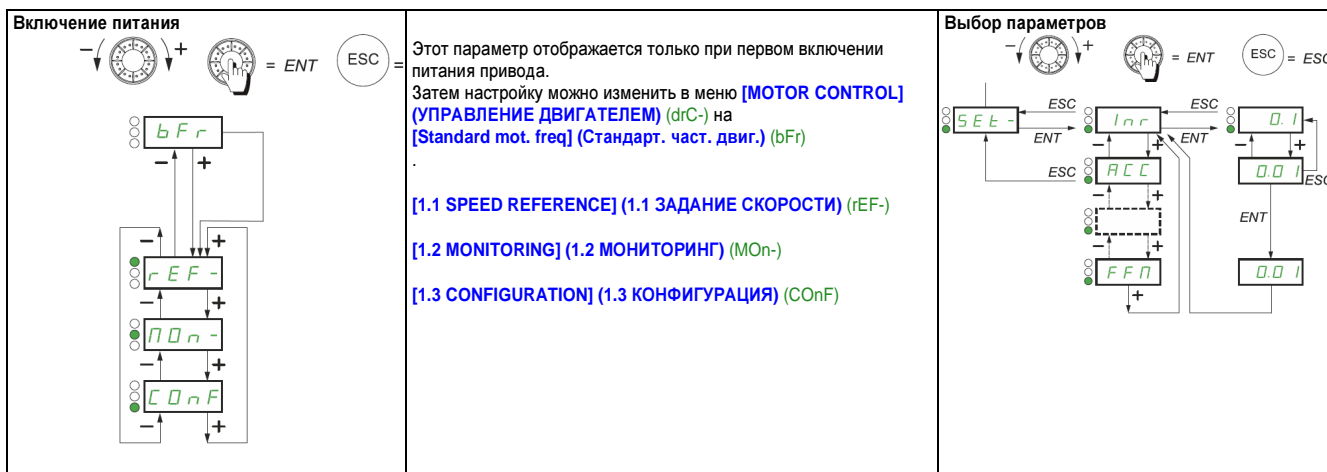 Включение питания
– + = ENT ESC =
bFr
– +
– +
rEF-
– +
MOn-
– +
COnF
– +
Этот параметр отображается только при первом включении
питания привода.
Затем настройку можно изменить в меню [MOTOR CONTROL]
(УПРАВЛЕНИЕ ДВИГАТЕЛЕМ) (drC-) на
[Standard mot. freq] (Стандарт. част. двиг.) (bFr)
.
[1.1 SPEED REFERENCE] (1.1 ЗАДАНИЕ СКОРОСТИ) (rEF-)
[1.2 MONITORING] (1.2 МОНИТОРИНГ) (MOn-)
[1.3 CONFIGURATION] (1.3 КОНФИГУРАЦИЯ) (COnF)
Выбор параметров
– + = ENT ESC = ESC
ESC ESC
SEt- Inr 0.1
ENT ENT
– + – +
ESC ACC 0.01 ESC
– +
ENT
– +
FFM 0.01
+